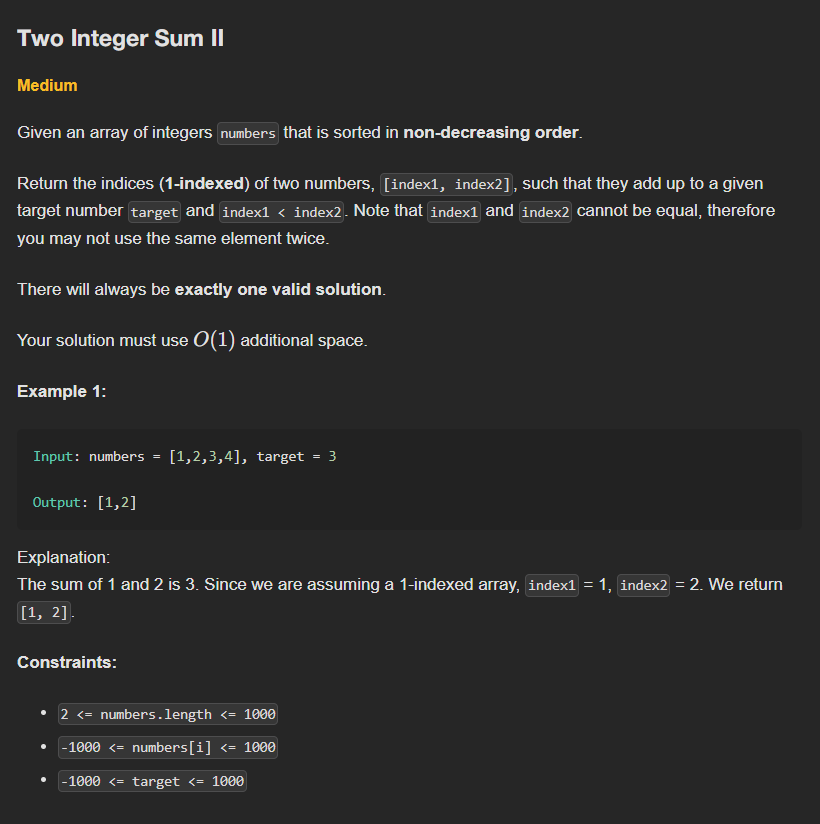 Two Integer Sum II
Medium
Given an array of integers numbers that is sorted in non-decreasing order.
Return the indices (1-indexed) of two numbers, [index1, index2], such that they add up to a given
target number target and index1 < index2. Note that index1 and index2 cannot be equal, therefore
you may not use the same element twice.
There will always be exactly one valid solution.
Your solution must use O(1) additional space.
Example 1:
Input: numbers = [1,2,3,4], target = 3
Output: [1,2]
Explanation:
The sum of 1 and 2 is 3. Since we are assuming a 1-indexed array, index1 = 1, index2 = 2. We return
[1, 2].
Constraints:
• 2 <= numbers.length <= 1000
• -1000 <= numbers[i] <= 1000
• -1000 <= target <= 1000